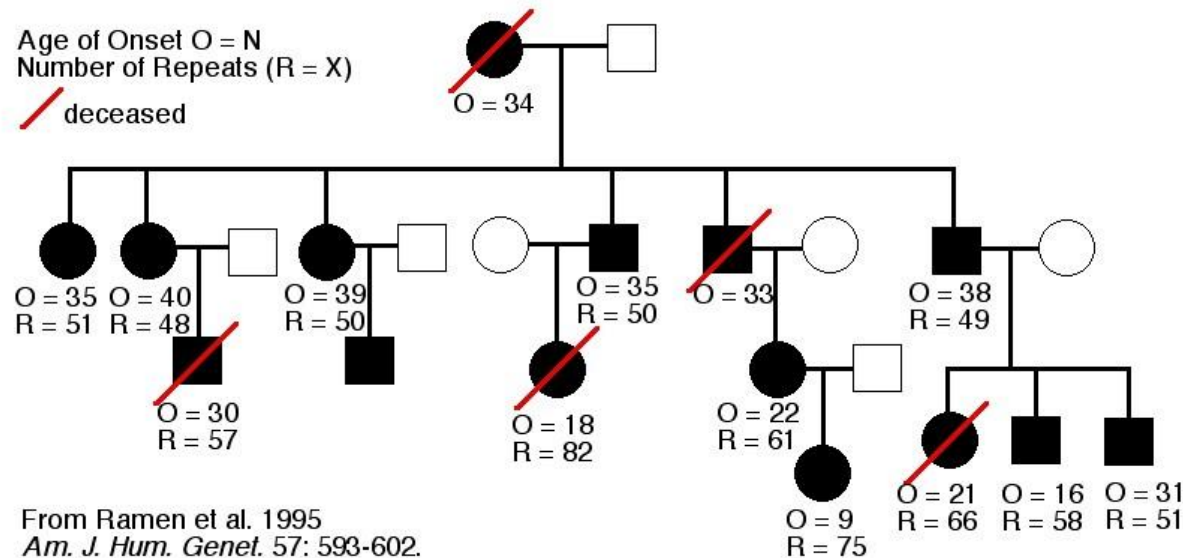 Age of Onset O = N
Number of Repeats (R = X)
deceased
O = 34
O = 35
R = 51
O = 40
R = 48
O = 39
R = 50
O = 35
R = 50
O = 33
O = 38
R = 49
O = 30
R = 57
O = 18
R = 82
O = 22
R = 61
O = 9
R = 75
O = 21
R = 66
O = 16
R = 58
O = 31
R = 51
From Ramen et al. 1995
Am. J. Hum. Genet. 57: 593-602.